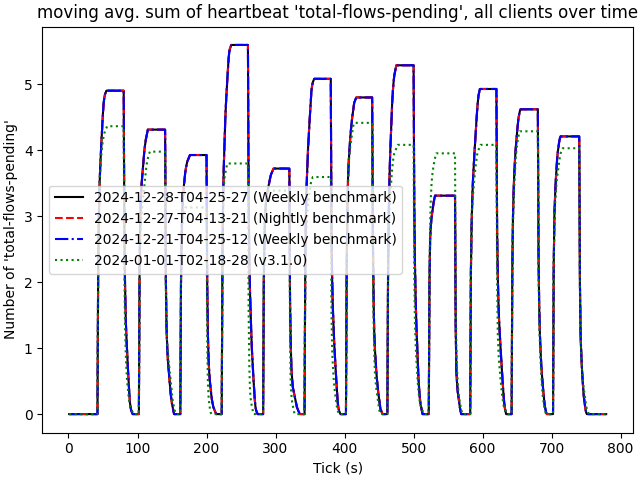 moving avg. sum of heartbeat 'total-flows-pending', all clients over time
Number of 'total-flows-pending'
5
4
3
2
1
0
2024-12-28-T04-25-27 (Weekly benchmark)
2024-12-27-T04-13-21 (Nightly benchmark)
2024-12-21-T04-25-12 (Weekly benchmark)
2024-01-01-T02-18-28 (v3.1.0)
0 100 200 300 400 500 600 700 800
Tick (s)